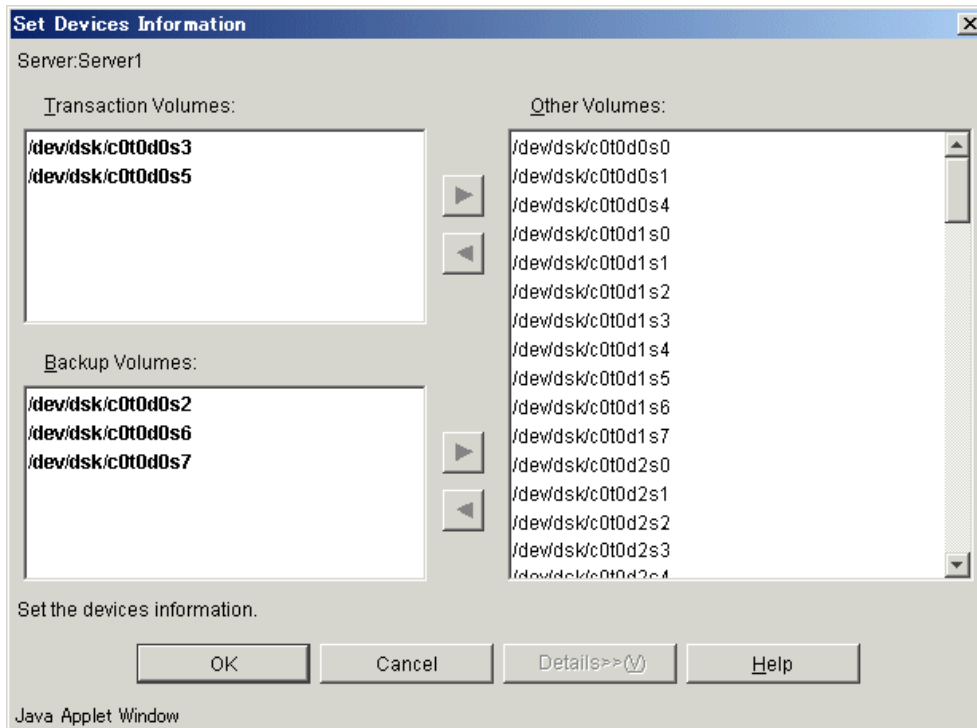 Set Devices Information
Server:Server1
Transaction Volumes:
/dev/dsk/c0t0d0s3
/dev/dsk/c0t0d0s5
Backup Volumes:
/dev/dsk/c0t0d0s2
/dev/dsk/c0t0d0s6
/dev/dsk/c0t0d0s7
Other Volumes:
/dev/dsk/c0t0d0s0
/dev/dsk/c0t0d0s1
/dev/dsk/c0t0d0s4
/dev/dsk/c0t0d1s0
/dev/dsk/c0t0d1s1
/dev/dsk/c0t0d1s2
/dev/dsk/c0t0d1s3
/dev/dsk/c0t0d1s4
/dev/dsk/c0t0d1s5
/dev/dsk/c0t0d1s6
/dev/dsk/c0t0d1s7
/dev/dsk/c0t0d2s0
/dev/dsk/c0t0d2s1
/dev/dsk/c0t0d2s2
/dev/dsk/c0t0d2s3
/dev/dsk/c0t0d2s4
Set the devices information.
OK
Cancel
Details>>(V)
Help
Java Applet Window